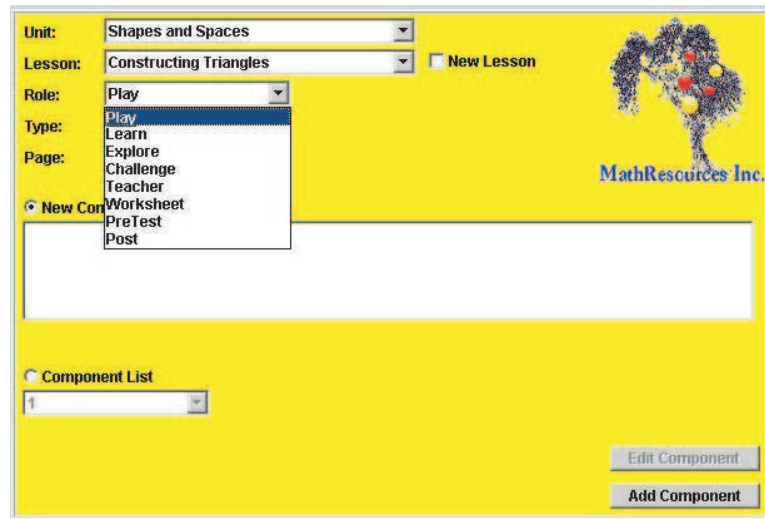 Unit: Shapes and Spaces
Lesson: Constructing Triangles New Lesson
Role: Play
Play
Type:
Learn
Page:
Explore
Challenge
Teacher
MathResources Inc.
Worksheet
New Con
PreTest
Post
Component List
1
Edit Component
Add Component